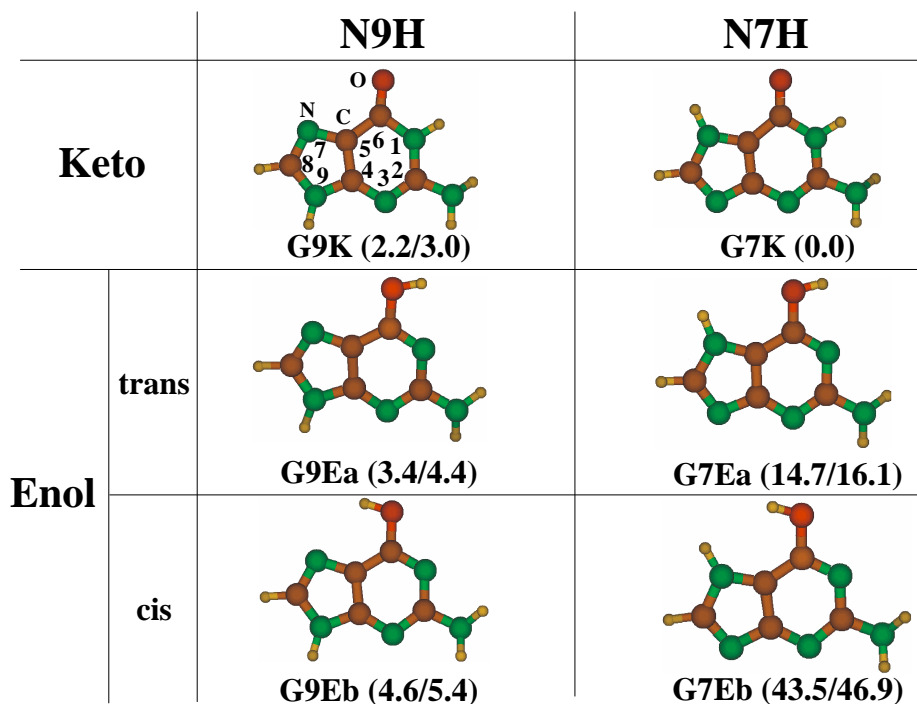 N9H N7H
Keto
O
N
C
6
1
5
7
8
4
2
3
9
G9K (2.2/3.0) G7K (0.0)
Enol
trans
G9Ea (3.4/4.4) G7Ea (14.7/16.1)
cis
G9Eb (4.6/5.4) G7Eb (43.5/46.9)